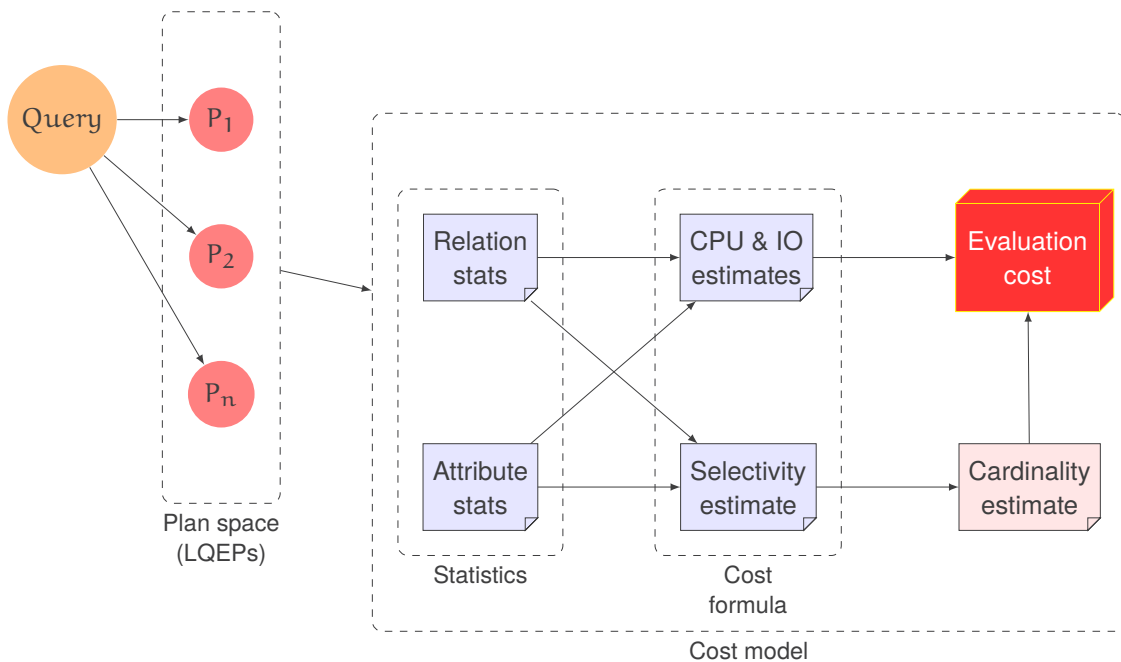 Query
P1
P2
Pn
Plan space
(LQEPs)
Relation
stats
Attribute
stats
Statistics
CPU & IO
estimates
Selectivity
estimate
Cost
formula
Evaluation
cost
Cardinality
estimate
Cost model